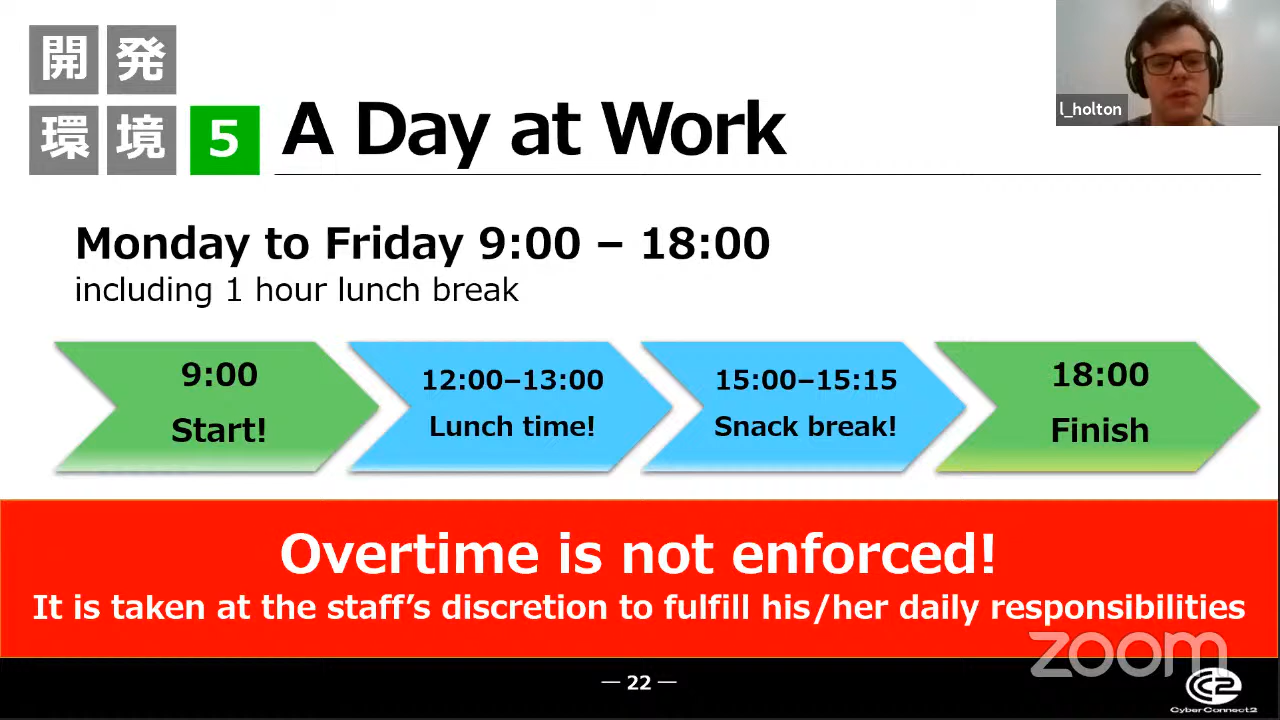 開発
環境 5 A Day at Work
l_holton
Monday to Friday 9:00 – 18:00
including 1 hour lunch break
9:00
Start!
12:00–13:00
Lunch time!
15:00–15:15
Snack break!
18:00
Finish
Overtime is not enforced!
It is taken at the staff’s discretion to fulfill his/her daily responsibilities
zoom
— 22 —
CC2
CyberConnect2